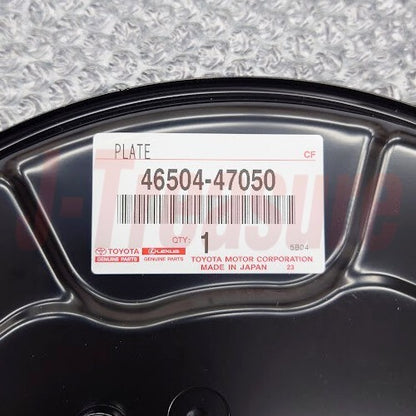 PLATE
CF
46504-47050
QTY: 1
5B04
TOYOTA LEXUS TOYOTA MOTOR CORPORATION
GENUINE PARTS GENUINE PARTS MADE IN JAPAN 23
J-Treasure